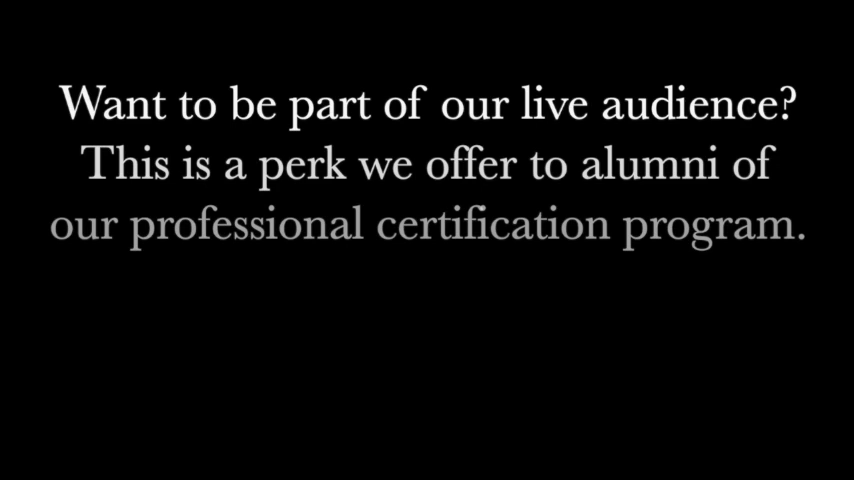 Want to be part of our live audience?
This is a perk we offer to alumni of
our professional certification program.